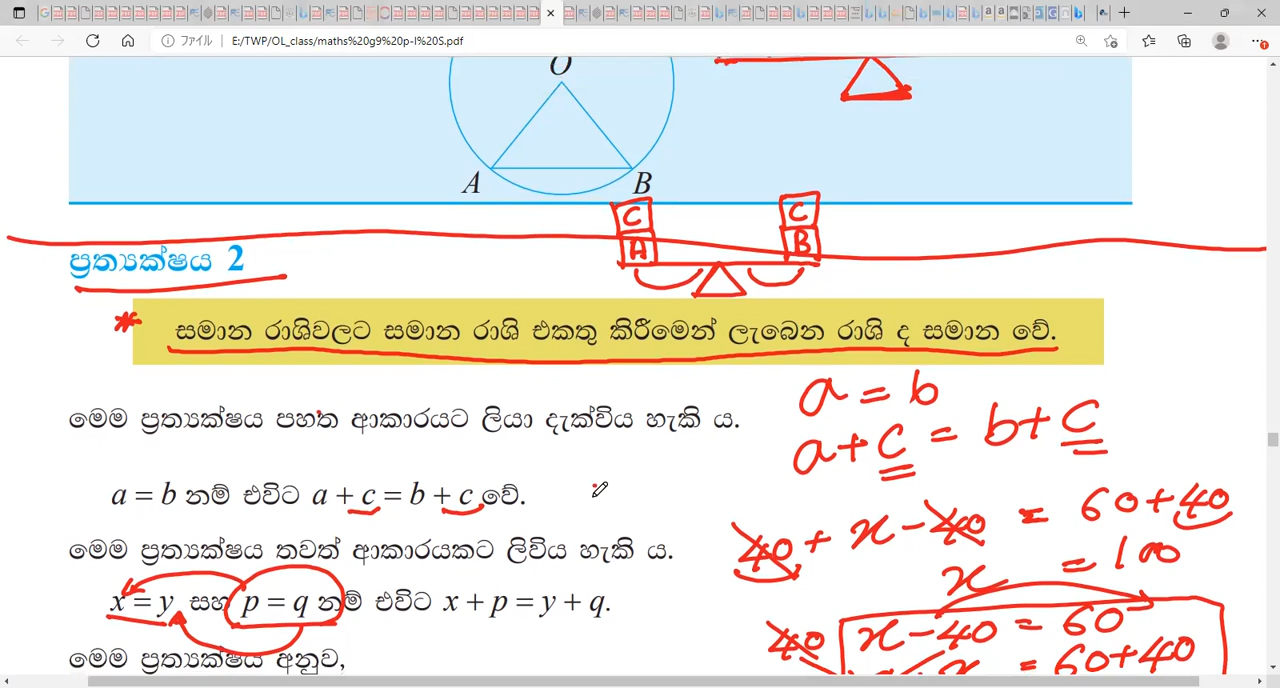 ファイル E:/TWP/OL_class/maths%20g9%20p-I%20S.pdf
O
A B
C C
A B
ප්‍රත්‍යක්ෂය 2
* සමාන රාශිවලට සමාන රාශි එකතු කිරීමෙන් ලැබෙන රාශි ද සමාන වේ.
a = b
මෙම ප්‍රත්‍යක්ෂය පහත ආකාරයට ලියා දැක්විය හැකි ය.
a + c = b + c
a = b නම් එවිට a + c = b + c වේ.
40 + x - 40 = 60 + 40
මෙම ප්‍රත්‍යක්ෂය තවත් ආකාරයකට ලිවිය හැකි ය.
x = 100
x = y සහ p = q නම් එවිට x + p = y + q.
40 x - 40 = 60
මෙම ප්‍රත්‍යක්ෂය අනුව,
x = 60 + 40